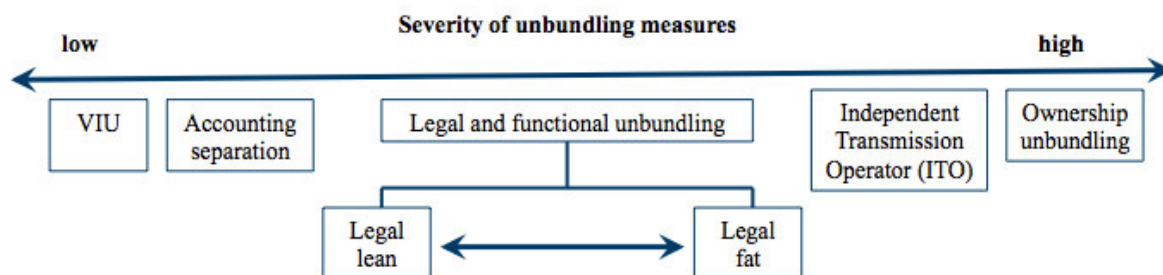 Severity of unbundling measures
low
high
VIU
Accounting
separation
Legal and functional unbundling
Independent
Transmission
Operator (ITO)
Ownership
unbundling
Legal
lean
Legal
fat